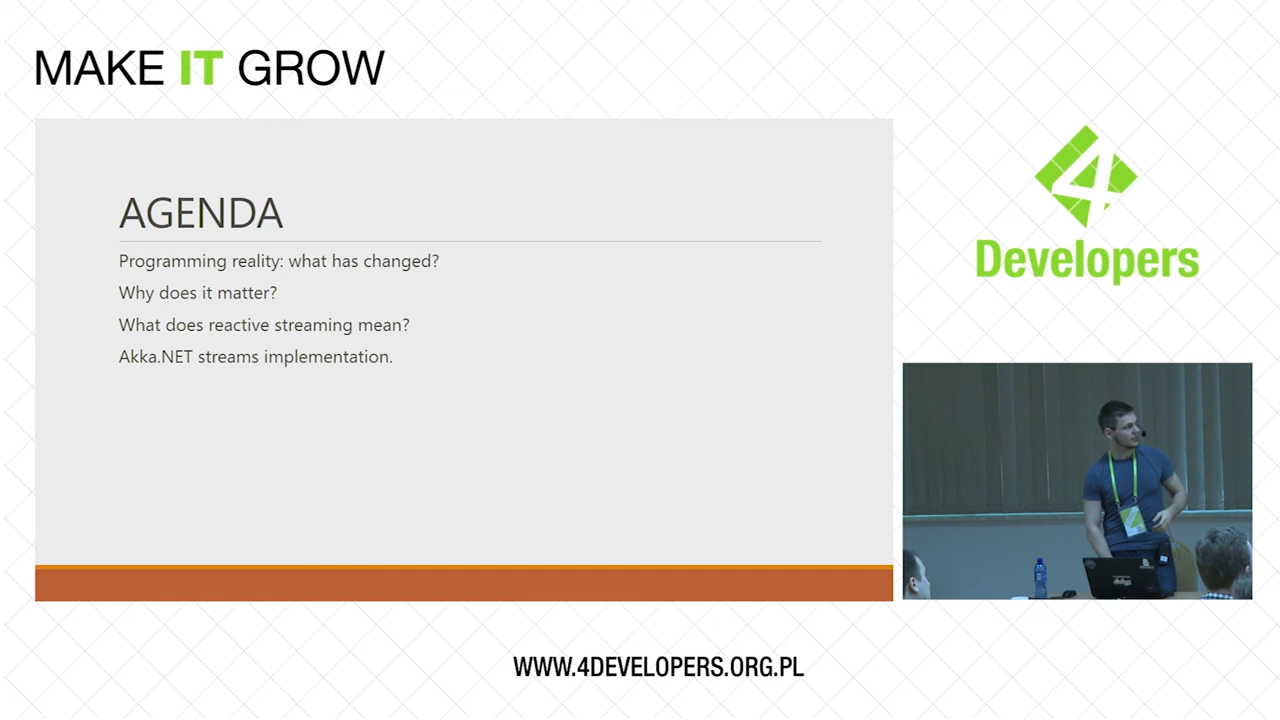 MAKE IT GROW
AGENDA
Programming reality: what has changed?
Why does it matter?
What does reactive streaming mean?
Akka.NET streams implementation.
4
Developers
WWW.4DEVELOPERS.ORG.PL